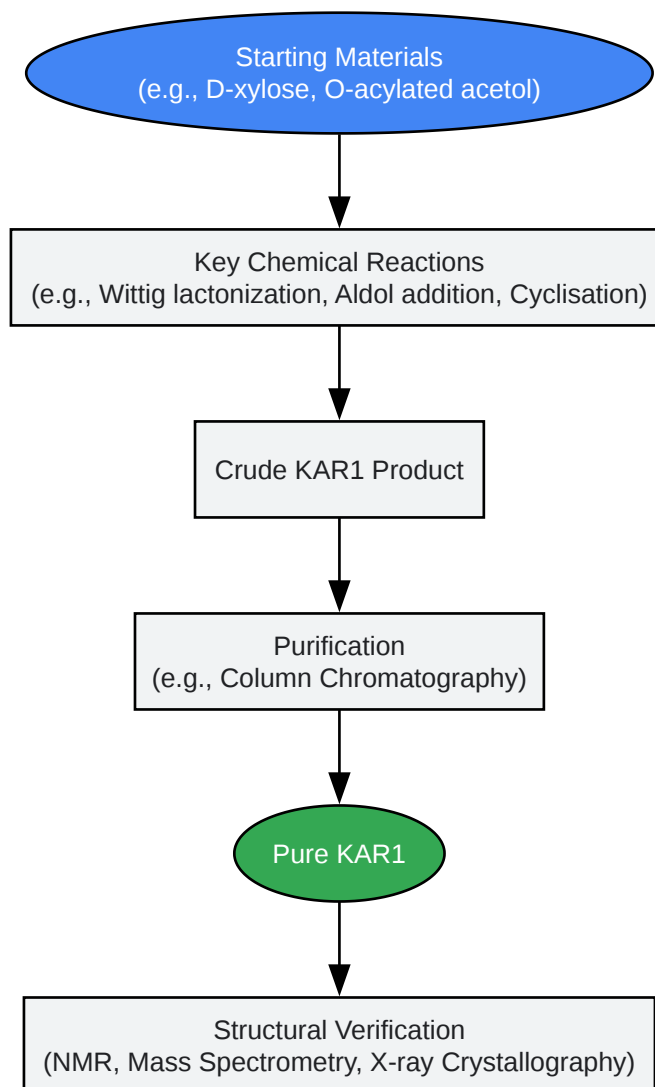 Starting Materials
(e.g., D-xylose, O-acylated acetol)
Key Chemical Reactions
(e.g., Wittig lactonization, Aldol addition, Cyclisation)
Crude KAR1 Product
Purification
(e.g., Column Chromatography)
Pure KAR1
Structural Verification
(NMR, Mass Spectrometry, X-ray Crystallography)